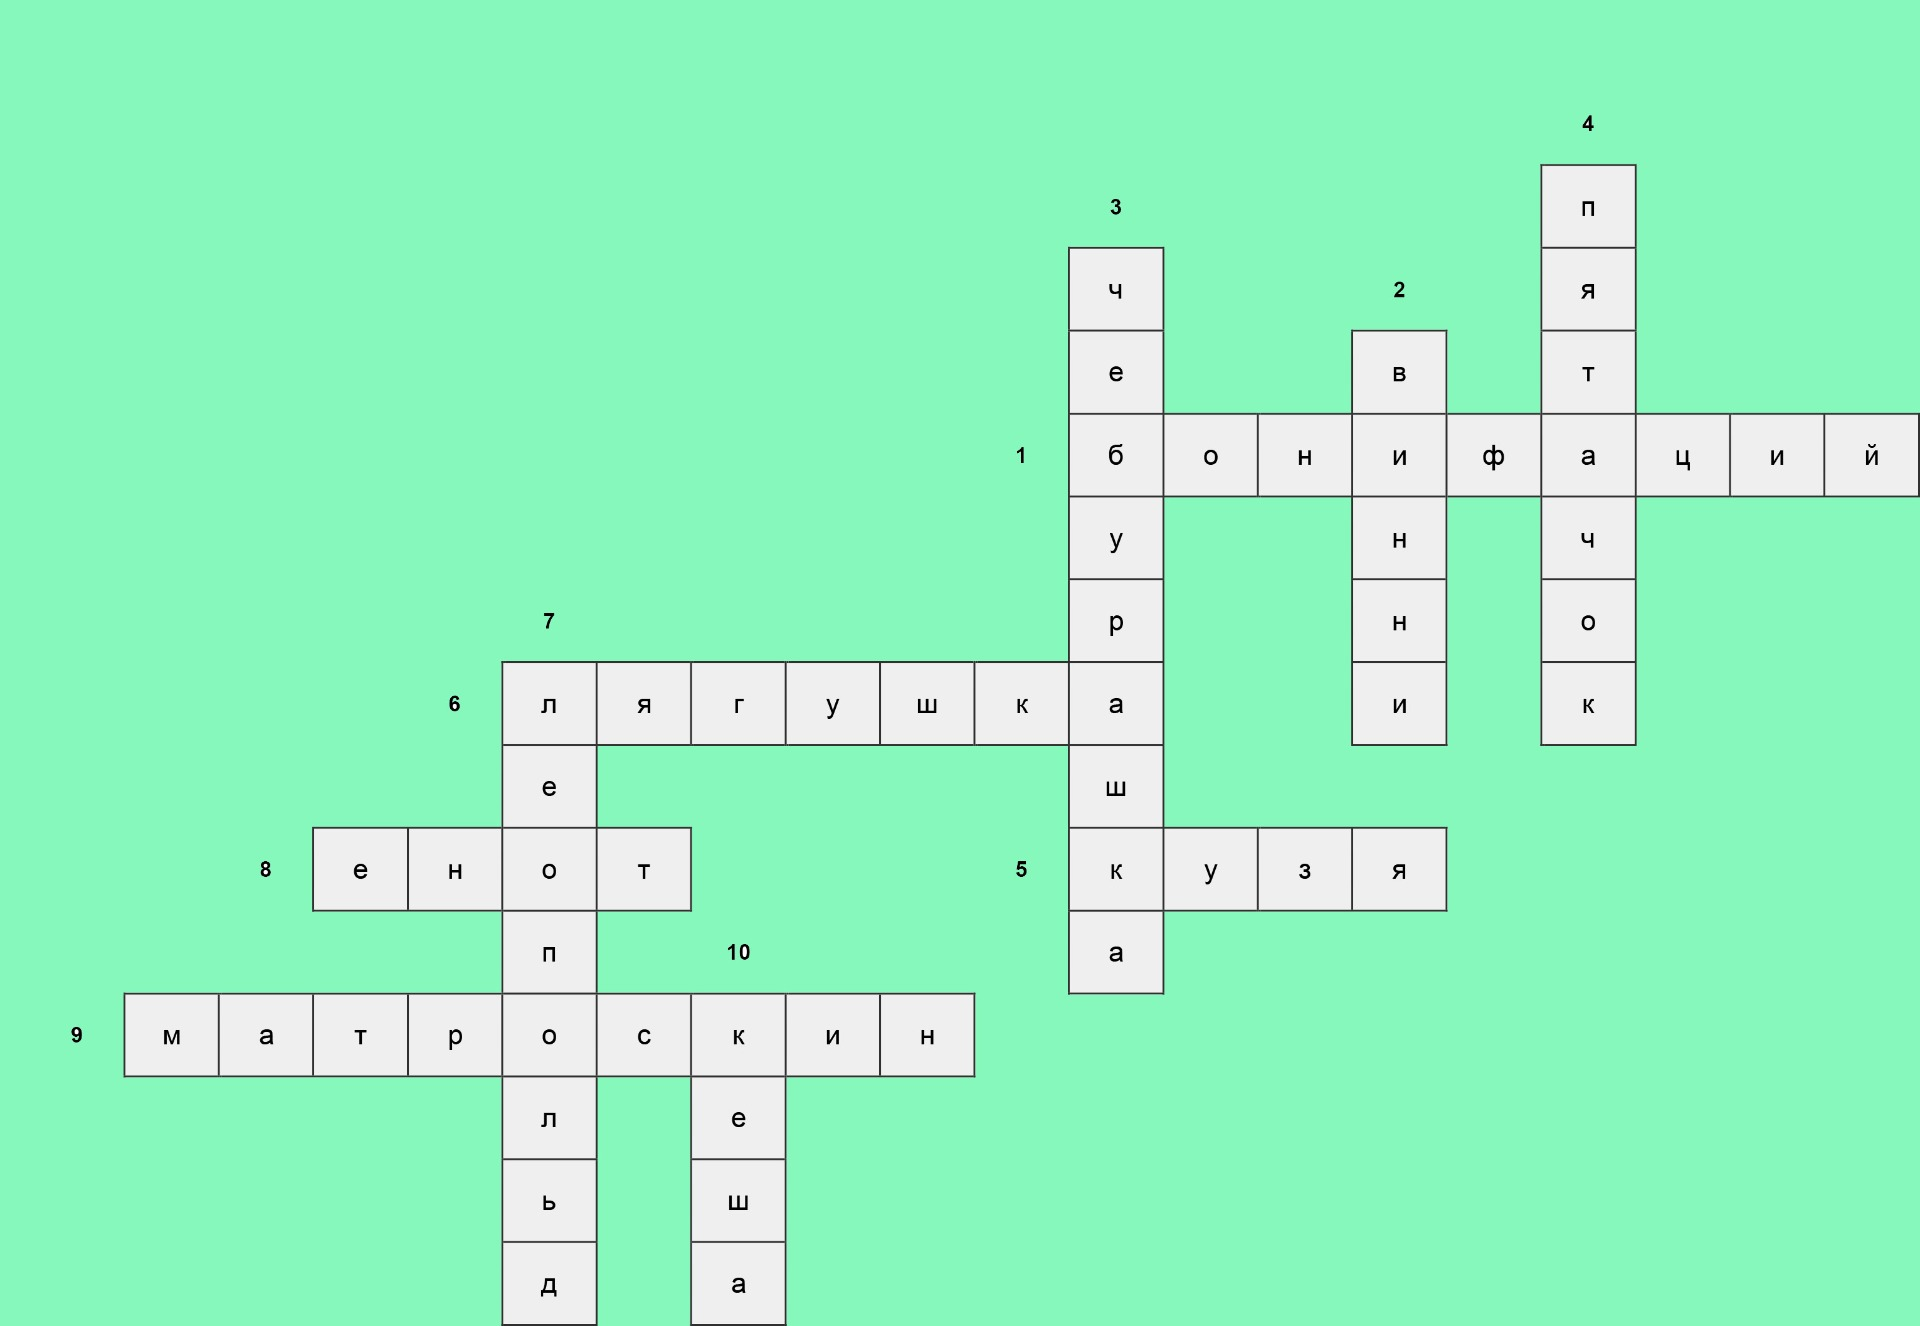 4
3 п
ч я
2
е в т
1 б о н и ф а ц и й
у н ч
7 р н о
6 л я г у ш к а и к
е ш
8 е н о т 5 к у з я
п 10 а
9 м а т р о с к и н
л е
ь ш
д а